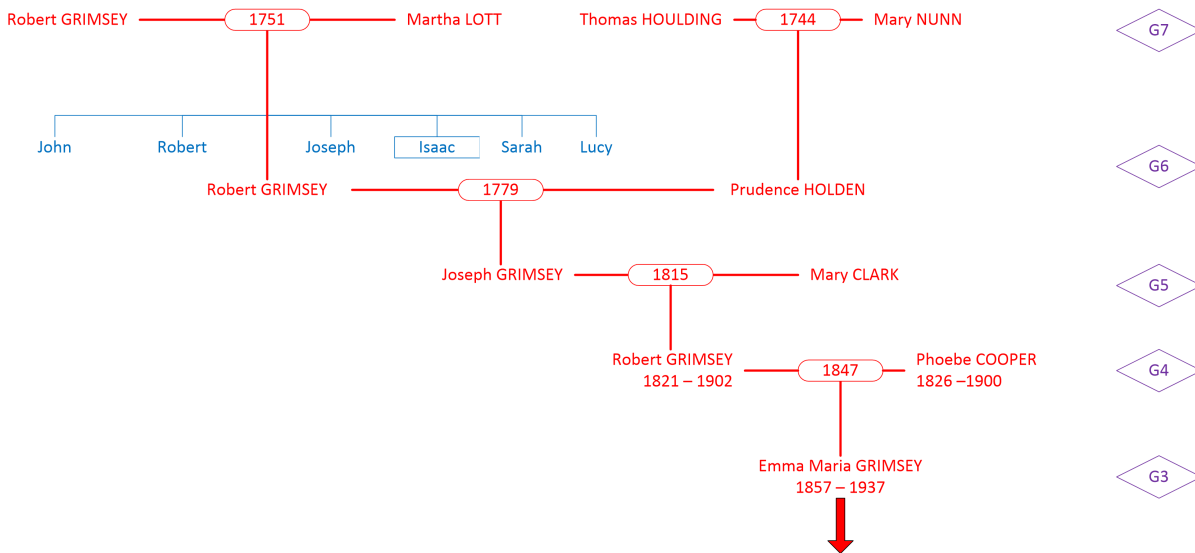 Robert GRIMSEY 1751 Martha LOTT Thomas HOULDING 1744 Mary NUNN G7
John Robert Joseph Isaac Sarah Lucy
G6
Robert GRIMSEY 1779 Prudence HOLDEN
Joseph GRIMSEY 1815 Mary CLARK G5
Robert GRIMSEY Phoebe COOPER
1847 G4
1821 – 1902 1826 –1900
Emma Maria GRIMSEY
G3
1857 – 1937